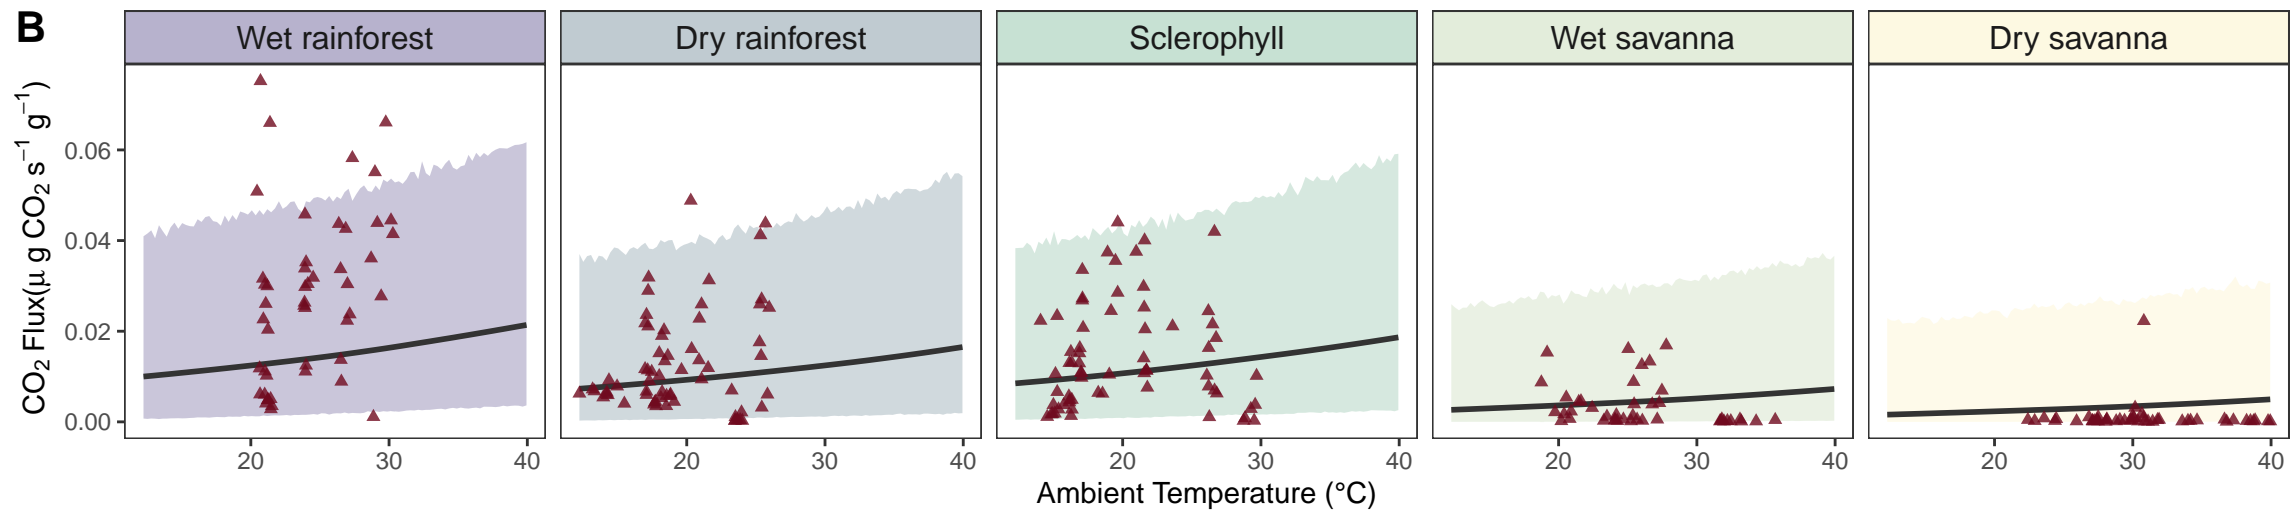 B
Wet rainforest Dry rainforest Sclerophyll Wet savanna Dry savanna
CO₂ Flux(μ g CO₂ s⁻¹ g⁻¹)
0.06
0.04
0.02
0.00
20 30 40 20 30 40 20 30 40 20 30 40 20 30 40
Ambient Temperature (°C)